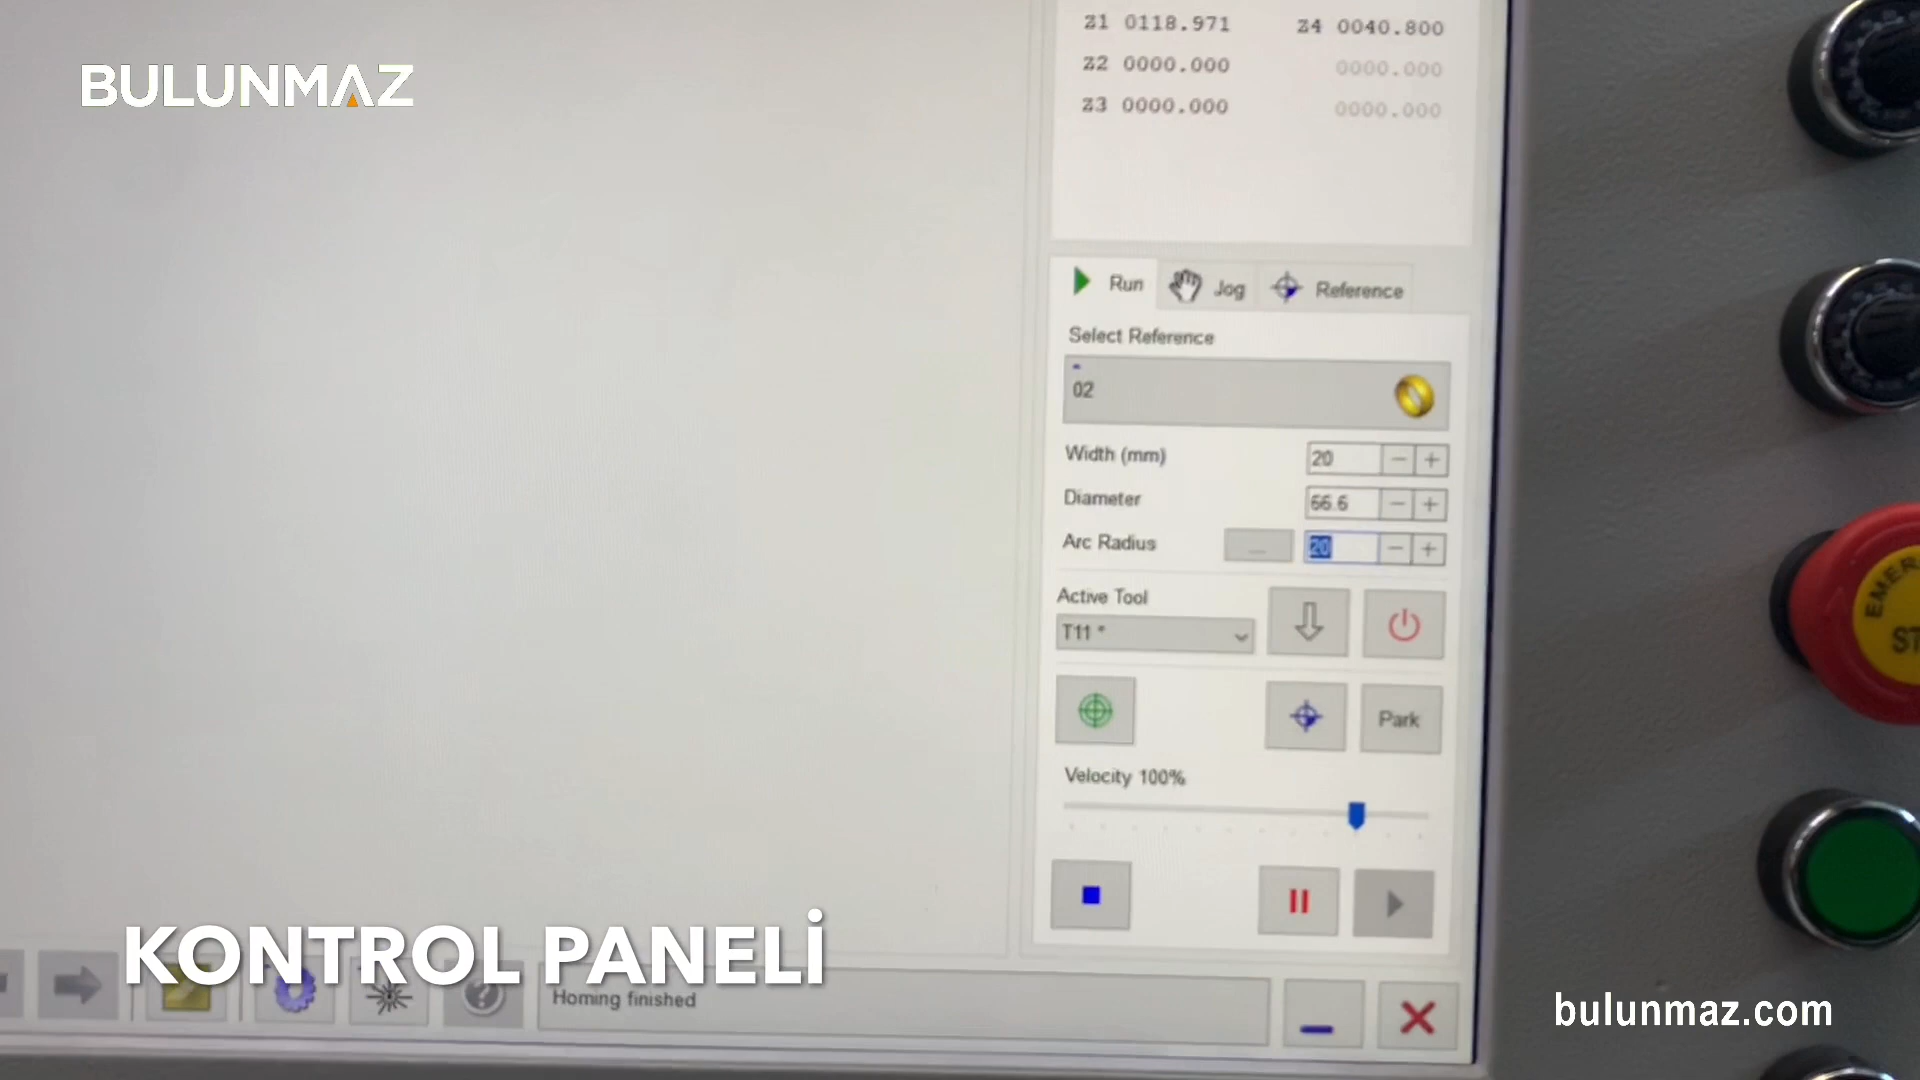 BULUNMAZ
Z1 0118.971 Z4 0040.800
Z2 0000.000 0000.000
Z3 0000.000 0000.000
Run Jog Reference
Select Reference
02
Width (mm) 20 − +
Diameter 66.6 − +
Arc Radius ... 20 − +
Active Tool
T11 *
Park
Velocity 100%
KONTROL PANELİ
Homing finished
bulunmaz.com